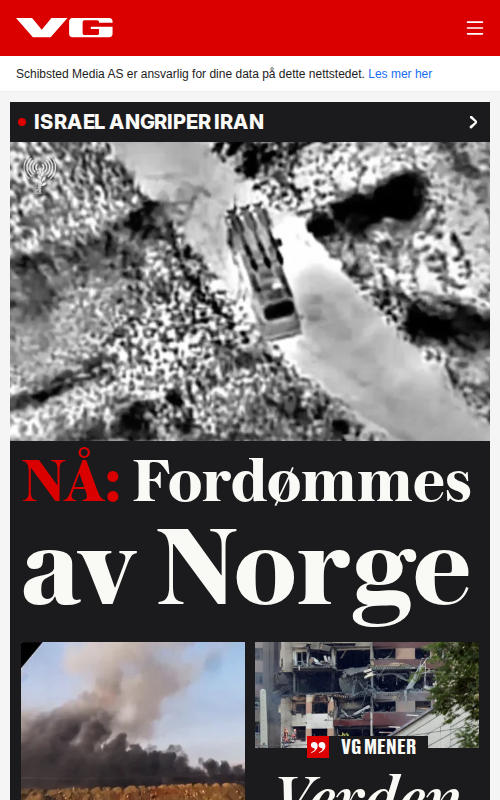 VG
Schibsted Media AS er ansvarlig for dine data på dette nettstedet. Les mer her
ISRAEL ANGRIPER IRAN
NÅ: Fordømmes
av Norge
VG MENER
Verden